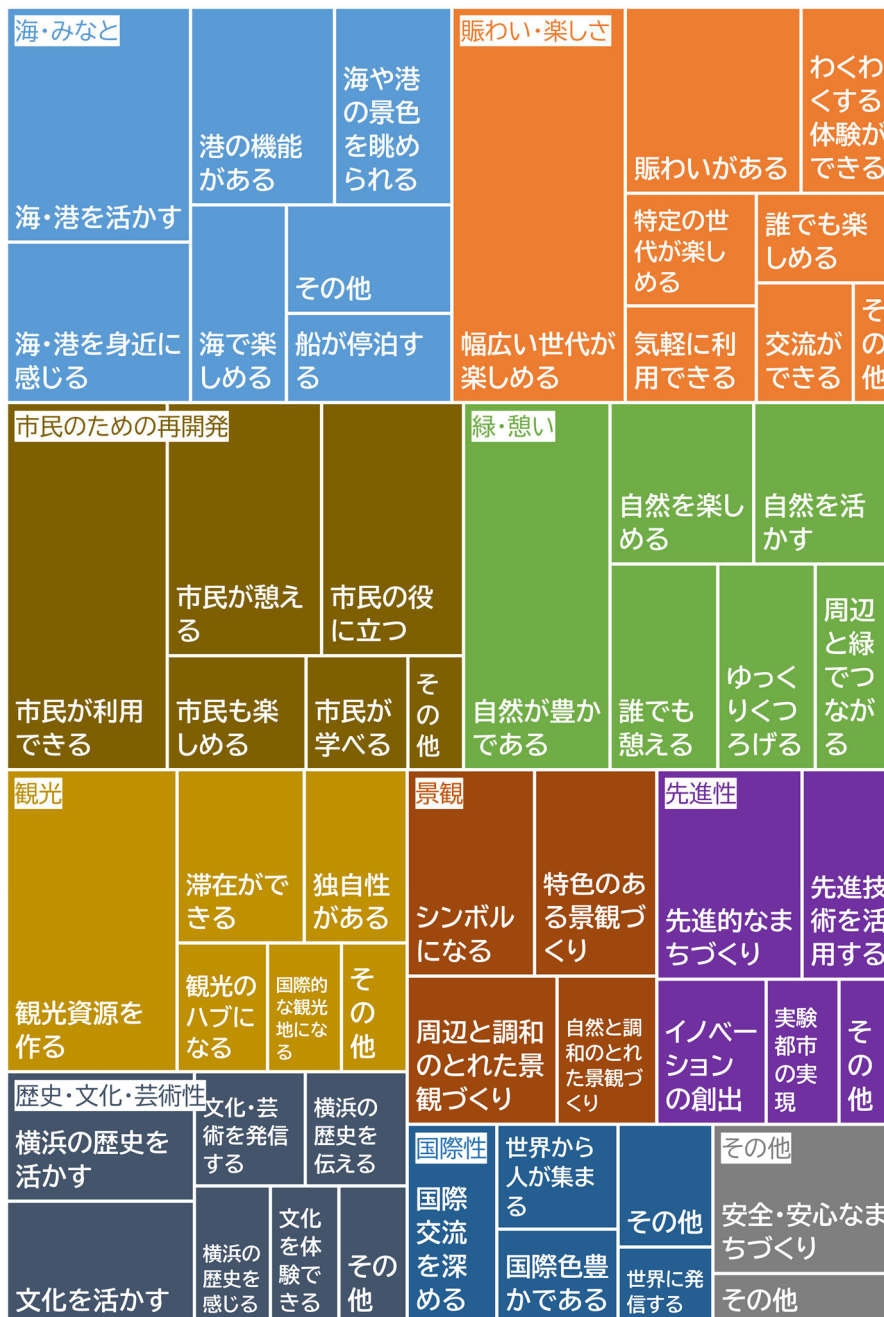 海・みなと
海・港を活かす
港の機能
がある
海や港
の景色
を眺め
られる
海・港を身近に
感じる
海で楽
しめる
その他
船が停泊す
る
賑わい・楽しさ
幅広い世代が
楽しめる
賑わいがある
わくわ
くする
体験が
できる
特定の世
代が楽し
める
誰でも楽
しめる
気軽に利
用できる
交流が
できる
そ
の
他
市民のための再開発
市民が利用
できる
市民が憩え
る
市民の役
に立つ
市民も楽
しめる
市民が
学べる
そ
の
他
緑・憩い
自然が豊か
である
自然を楽し
める
自然を活
かす
誰でも
憩える
ゆっく
りくつ
ろげる
周辺
と緑
でつ
なが
る
観光
観光資源を
作る
滞在がで
きる
独自性
がある
観光の
ハブに
なる
国際的
な観光
地にな
る
そ
の
他
景観
シンボル
になる
特色のあ
る景観づ
くり
周辺と調和
のとれた景
観づくり
自然と調
和のとれ
た景観づ
くり
先進性
先進的なま
ちづくり
先進技
術を活
用する
イノベー
ション
の創出
実験
都市
の実
現
そ
の
他
歴史・文化・芸術性
横浜の歴史を
活かす
文化を活かす
文化・芸
術を発信
する
横浜の
歴史を
伝える
横浜の
歴史を
感じる
文化
を体
験で
きる
その
他
国際性
国際
交流
を深
める
世界から
人が集ま
る
国際色豊
かである
その他
世界に発
信する
その他
安全・安心なま
ちづくり
その他